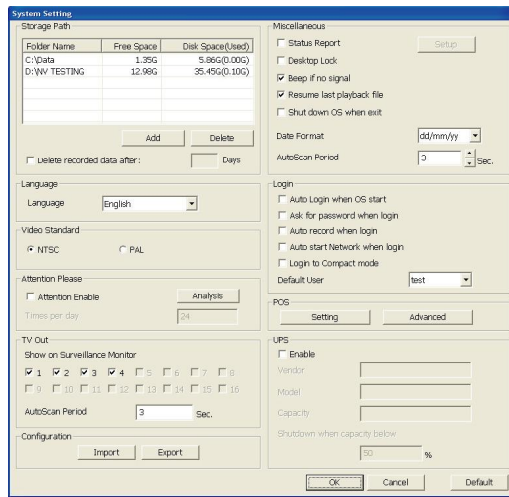 System Setting
Storage Path
Folder Name Free Space Disk Space(Used)
C:\Data 1.35G 5.86G(0.00G)
D:\NV TESTING 12.98G 35.45G(0.10G)
Add Delete
Delete recorded data after: Days
Language
Language English
Video Standard
NTSC PAL
Attention Please
Attention Enable Analysis
Times per day 24
TV Out
Show on Surveillance Monitor
1 2 3 4 5 6 7 8
9 10 11 12 13 14 15 16
AutoScan Period 3 Sec.
Configuration
Import Export
Miscellaneous
Status Report Setup
Desktop Lock
Beep if no signal
Resume last playback file
Shut down OS when exit
Date Format dd/mm/yy
AutoScan Period Sec.
Login
Auto Login when OS start
Ask for password when login
Auto record when login
Auto start Network when login
Login to Compact mode
Default User test
POS
Setting Advanced
UPS
Enable
Vendor
Model
Capacity
Shutdown when capacity below
50 %
OK Cancel Default